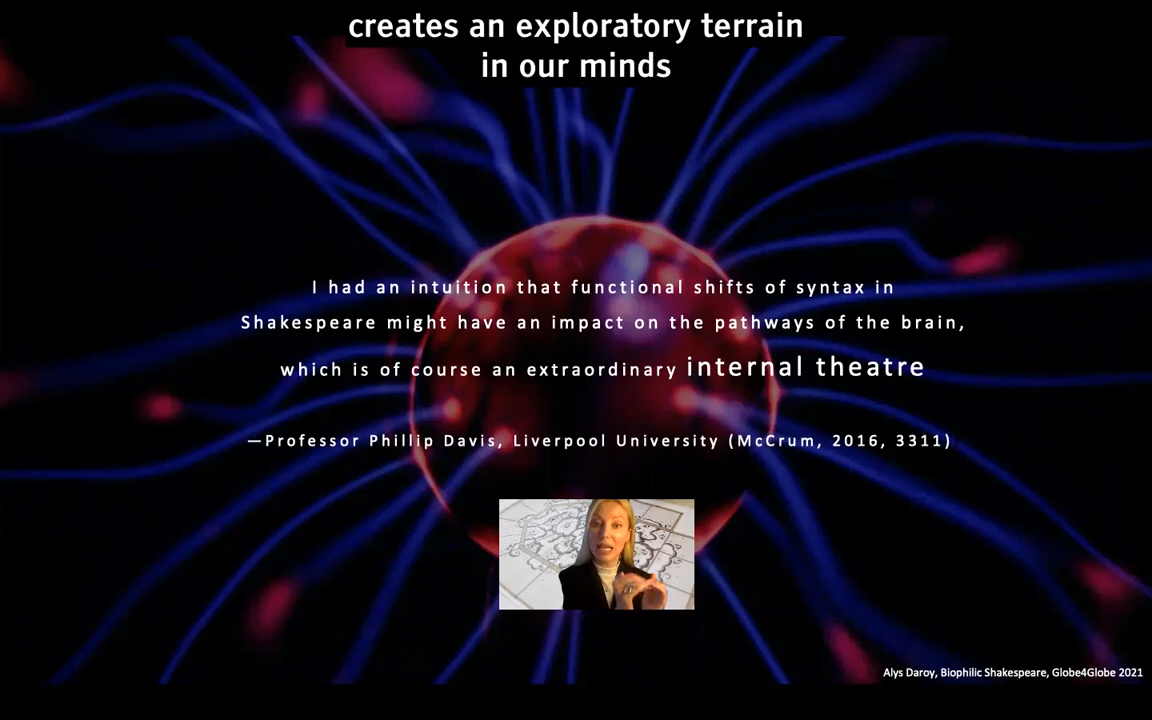 creates an exploratory terrain
in our minds
I had an intuition that functional shifts of syntax in
Shakespeare might have an impact on the pathways of the brain,
which is of course an extraordinary internal theatre
—Professor Phillip Davis, Liverpool University (McCrum, 2016, 3311)
Alys Daroy, Biophilic Shakespeare, Globe4Globe 2021